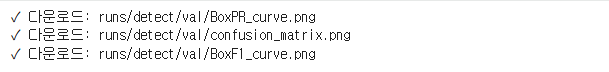 ✓ 다운로드: runs/detect/val/BoxPR_curve.png
✓ 다운로드: runs/detect/val/confusion_matrix.png
✓ 다운로드: runs/detect/val/BoxF1_curve.png